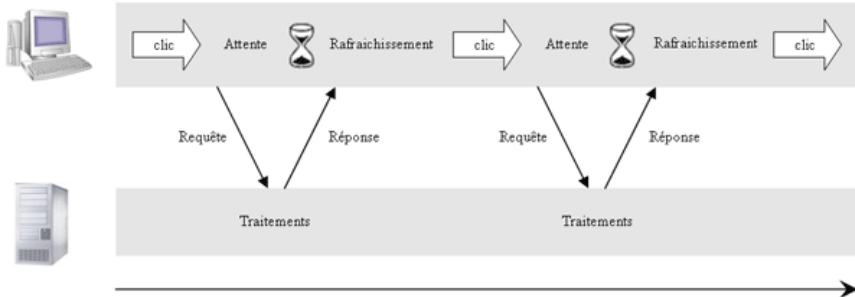 clic
Attente
Rafraichissement
clic
Attente
Rafraichissement
clic
Requête
Réponse
Requête
Réponse
Traitements
Traitements